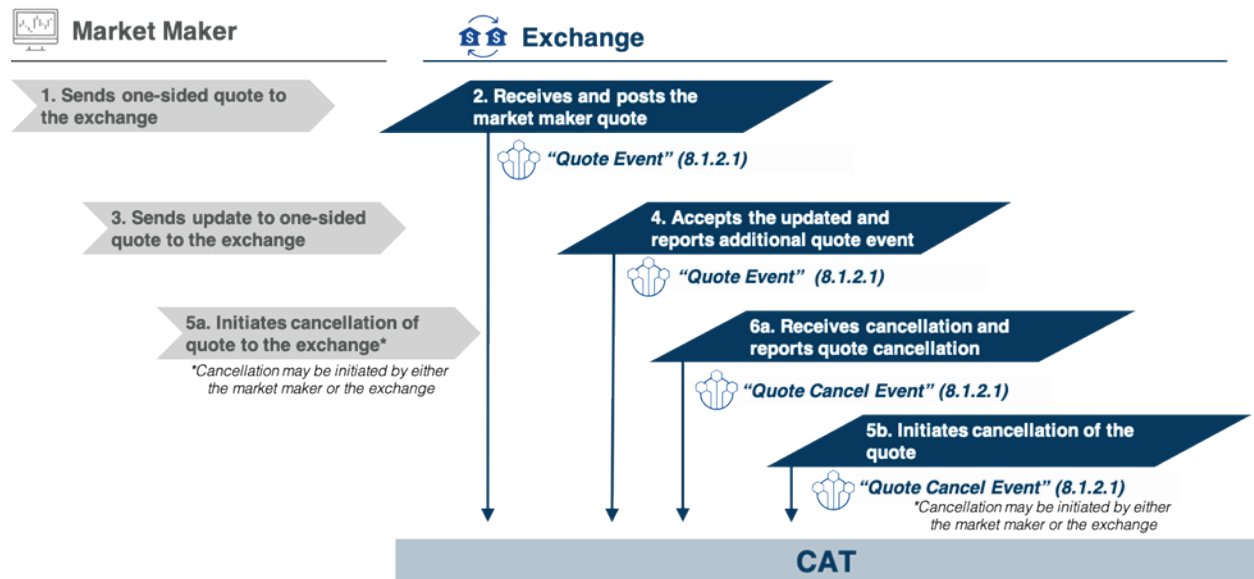 Market Maker
Exchange
1. Sends one-sided quote to
the exchange
2. Receives and posts the
market maker quote
“Quote Event” (8.1.2.1)
3. Sends update to one-sided
quote to the exchange
4. Accepts the updated and
reports additional quote event
“Quote Event” (8.1.2.1)
5a. Initiates cancellation of
quote to the exchange*
*Cancellation may be initiated by either
the market maker or the exchange
6a. Receives cancellation and
reports quote cancellation
“Quote Cancel Event” (8.1.2.1)
5b. Initiates cancellation of the
quote
“Quote Cancel Event” (8.1.2.1)
*Cancellation may be initiated by either
the market maker or the exchange
CAT